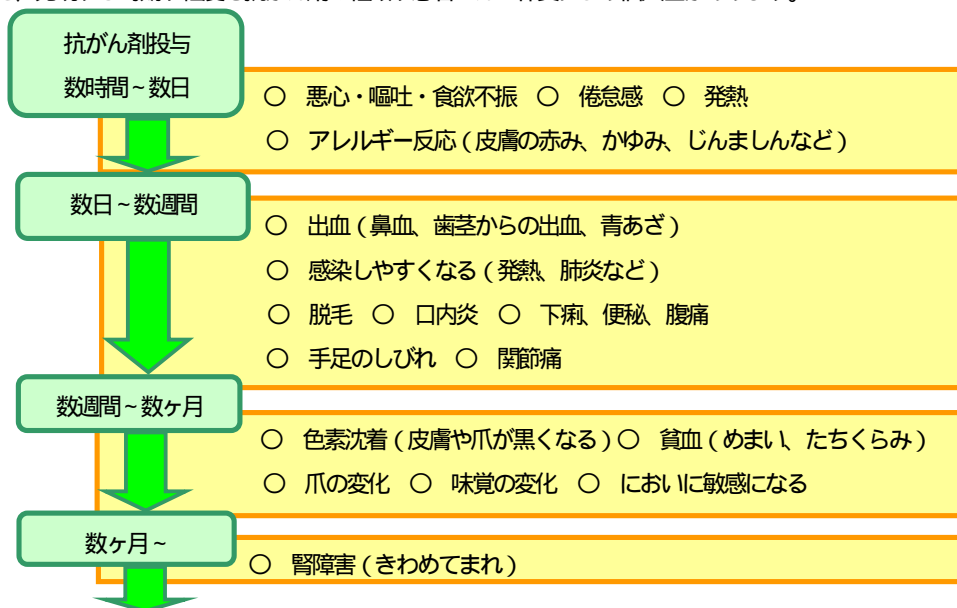 抗がん剤投与
数時間~数日
○ 悪心・嘔吐・食欲不振 ○ 倦怠感 ○ 発熱
○ アレルギー反応(皮膚の赤み、かゆみ、じんましんなど)
数日~数週間
○ 出血(鼻血、歯茎からの出血、青あざ)
○ 感染しやすくなる(発熱、肺炎など)
○ 脱毛 ○ 口内炎 ○ 下痢、便秘、腹痛
○ 手足のしびれ ○ 関節痛
数週間~数ヶ月
○ 色素沈着(皮膚や爪が黒くなる)○ 貧血(めまい、たちくらみ)
○ 爪の変化 ○ 味覚の変化 ○ においに敏感になる
数ヶ月~
○ 腎障害(きわめてまれ)